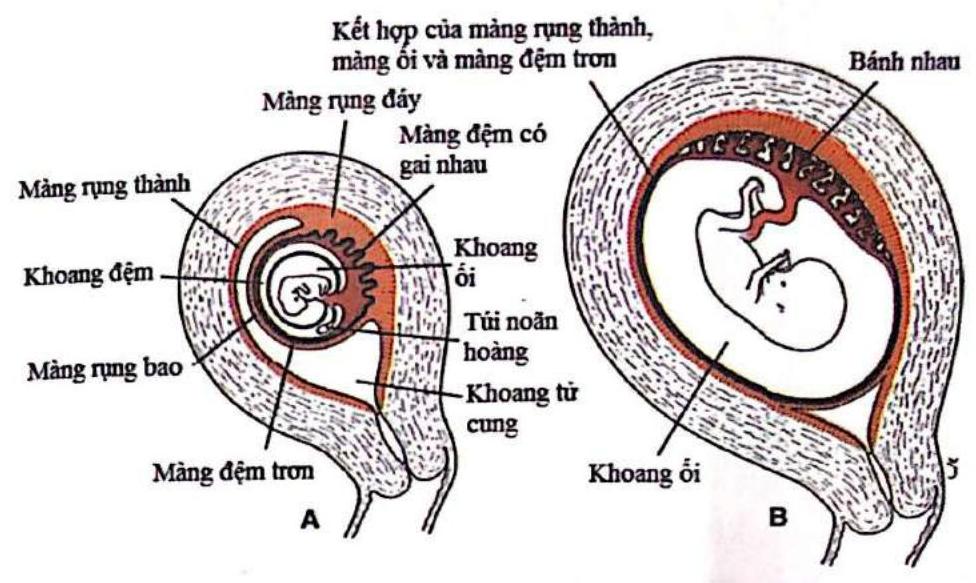 Kết hợp của màng rụng thành,
màng ối và màng đệm trơn
Bánh nhau
Màng rụng đáy
Màng đệm có
gai nhau
Màng rụng thành
Khoang đệm
Khoang
ối
Túi noãn
hoàng
Màng rụng bao
Khoang tử
cung
Màng đệm trơn
Khoang ối
A
B